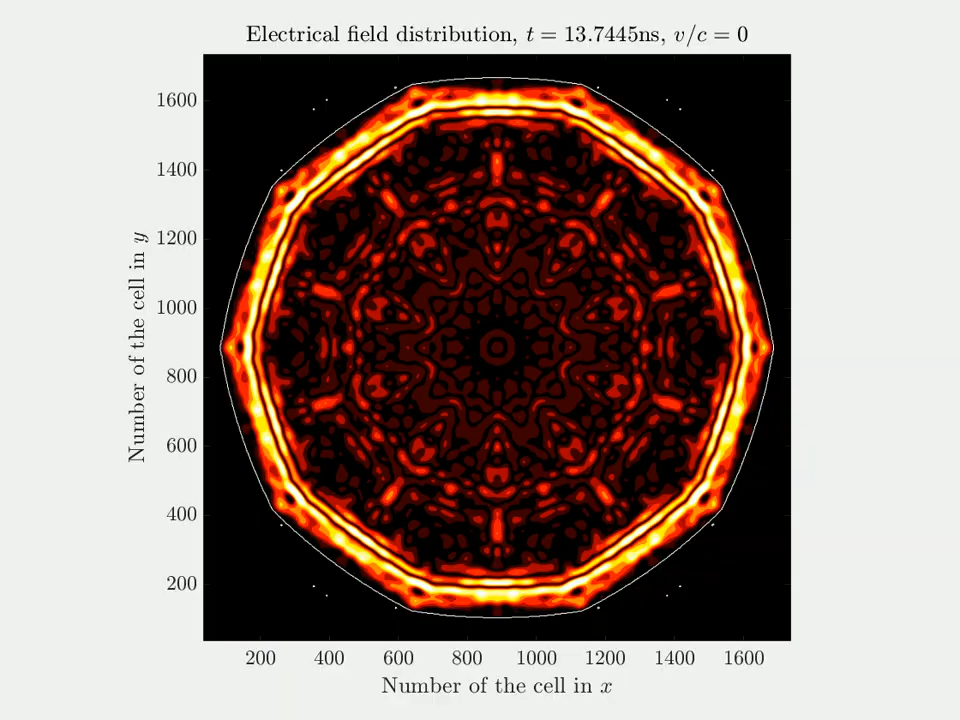 Electrical field distribution, t = 13.7445ns, v/c = 0
Number of the cell in y
1600
1400
1200
1000
800
600
400
200
200 400 600 800 1000 1200 1400 1600
Number of the cell in x